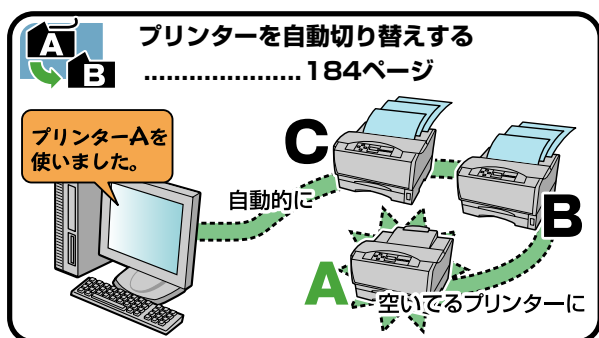 A
B
プリンターを自動切り替えする
.....................184ページ
プリンターAを
使いました。
自動的に
C
B
A
空いてるプリンターに